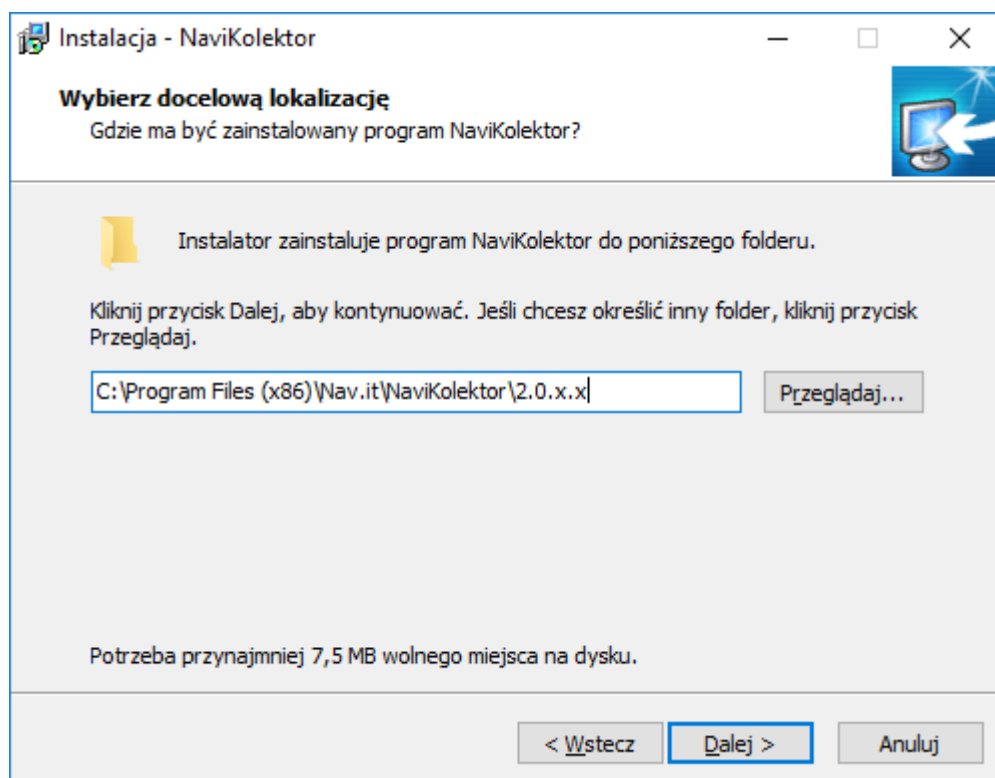 Instalacja - NaviKolektor
Wybierz docelową lokalizację
Gdzie ma być zainstalowany program NaviKolektor?
Instalator zainstaluje program NaviKolektor do poniższego folderu.
Kliknij przycisk Dalej, aby kontynuować. Jeśli chcesz określić inny folder, kliknij przycisk
Przeglądaj.
C:\Program Files (x86)\Nav.it\NaviKolektor\2.0.x.x
Przeglądaj...
Potrzeba przynajmniej 7,5 MB wolnego miejsca na dysku.
< Wstecz
Dalej >
Anuluj